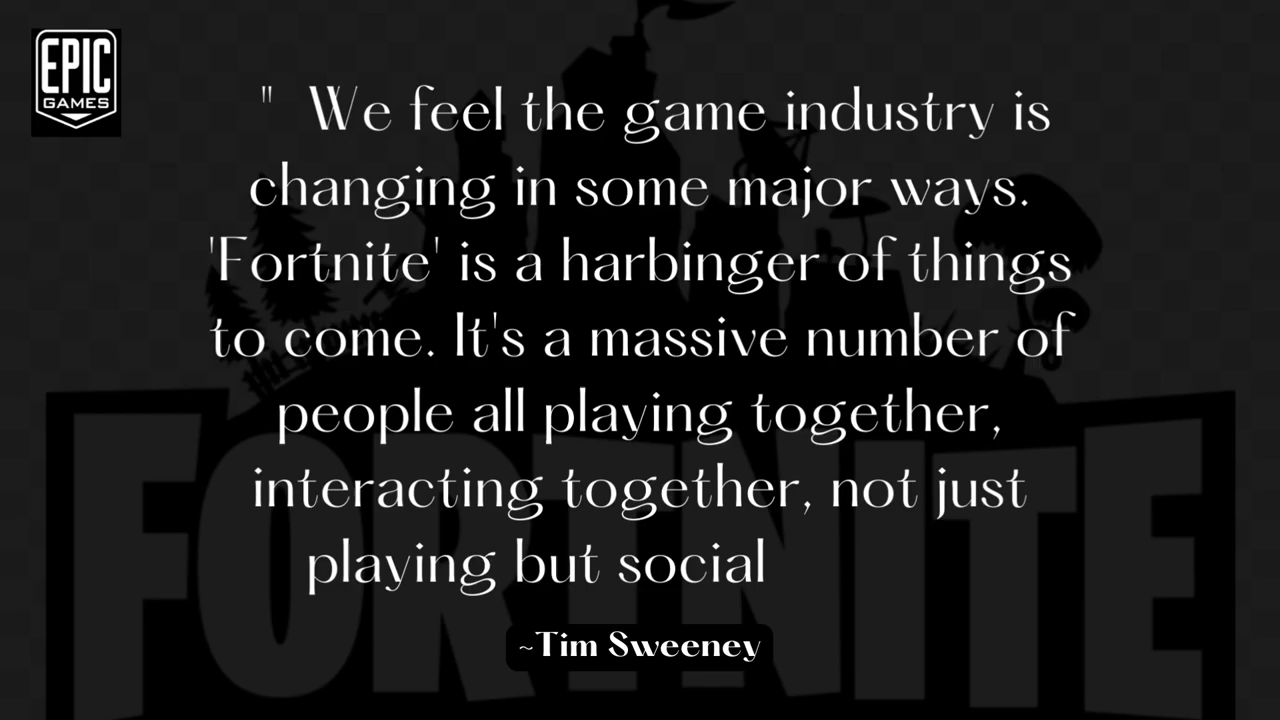 EPIC
GAMES
" We feel the game industry is
changing in some major ways.
'Fortnite' is a harbinger of things
to come. It's a massive number of
people all playing together,
interacting together, not just
playing but social
~Tim Sweeney
FORTNITE